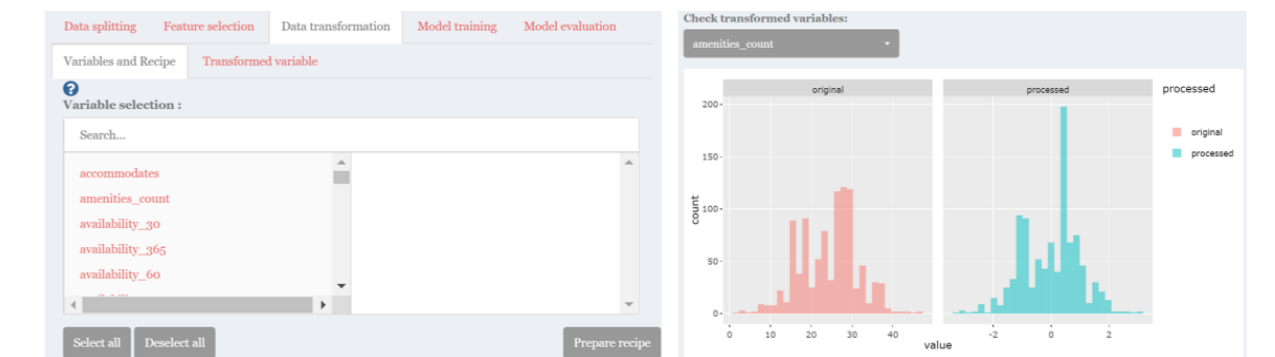 Data splitting Feature selection Data transformation Model training Model evaluation
Variables and Recipe Transformed variable
?
Variable selection :
Search...
accommodates
amenities_count
availability_30
availability_365
availability_60
Select all Deselect all Prepare recipe
Check transformed variables:
amenities_count
original processed
processed
original
processed
200
150
100
50
0
count
0 10 20 30 40 -2 0 2
value